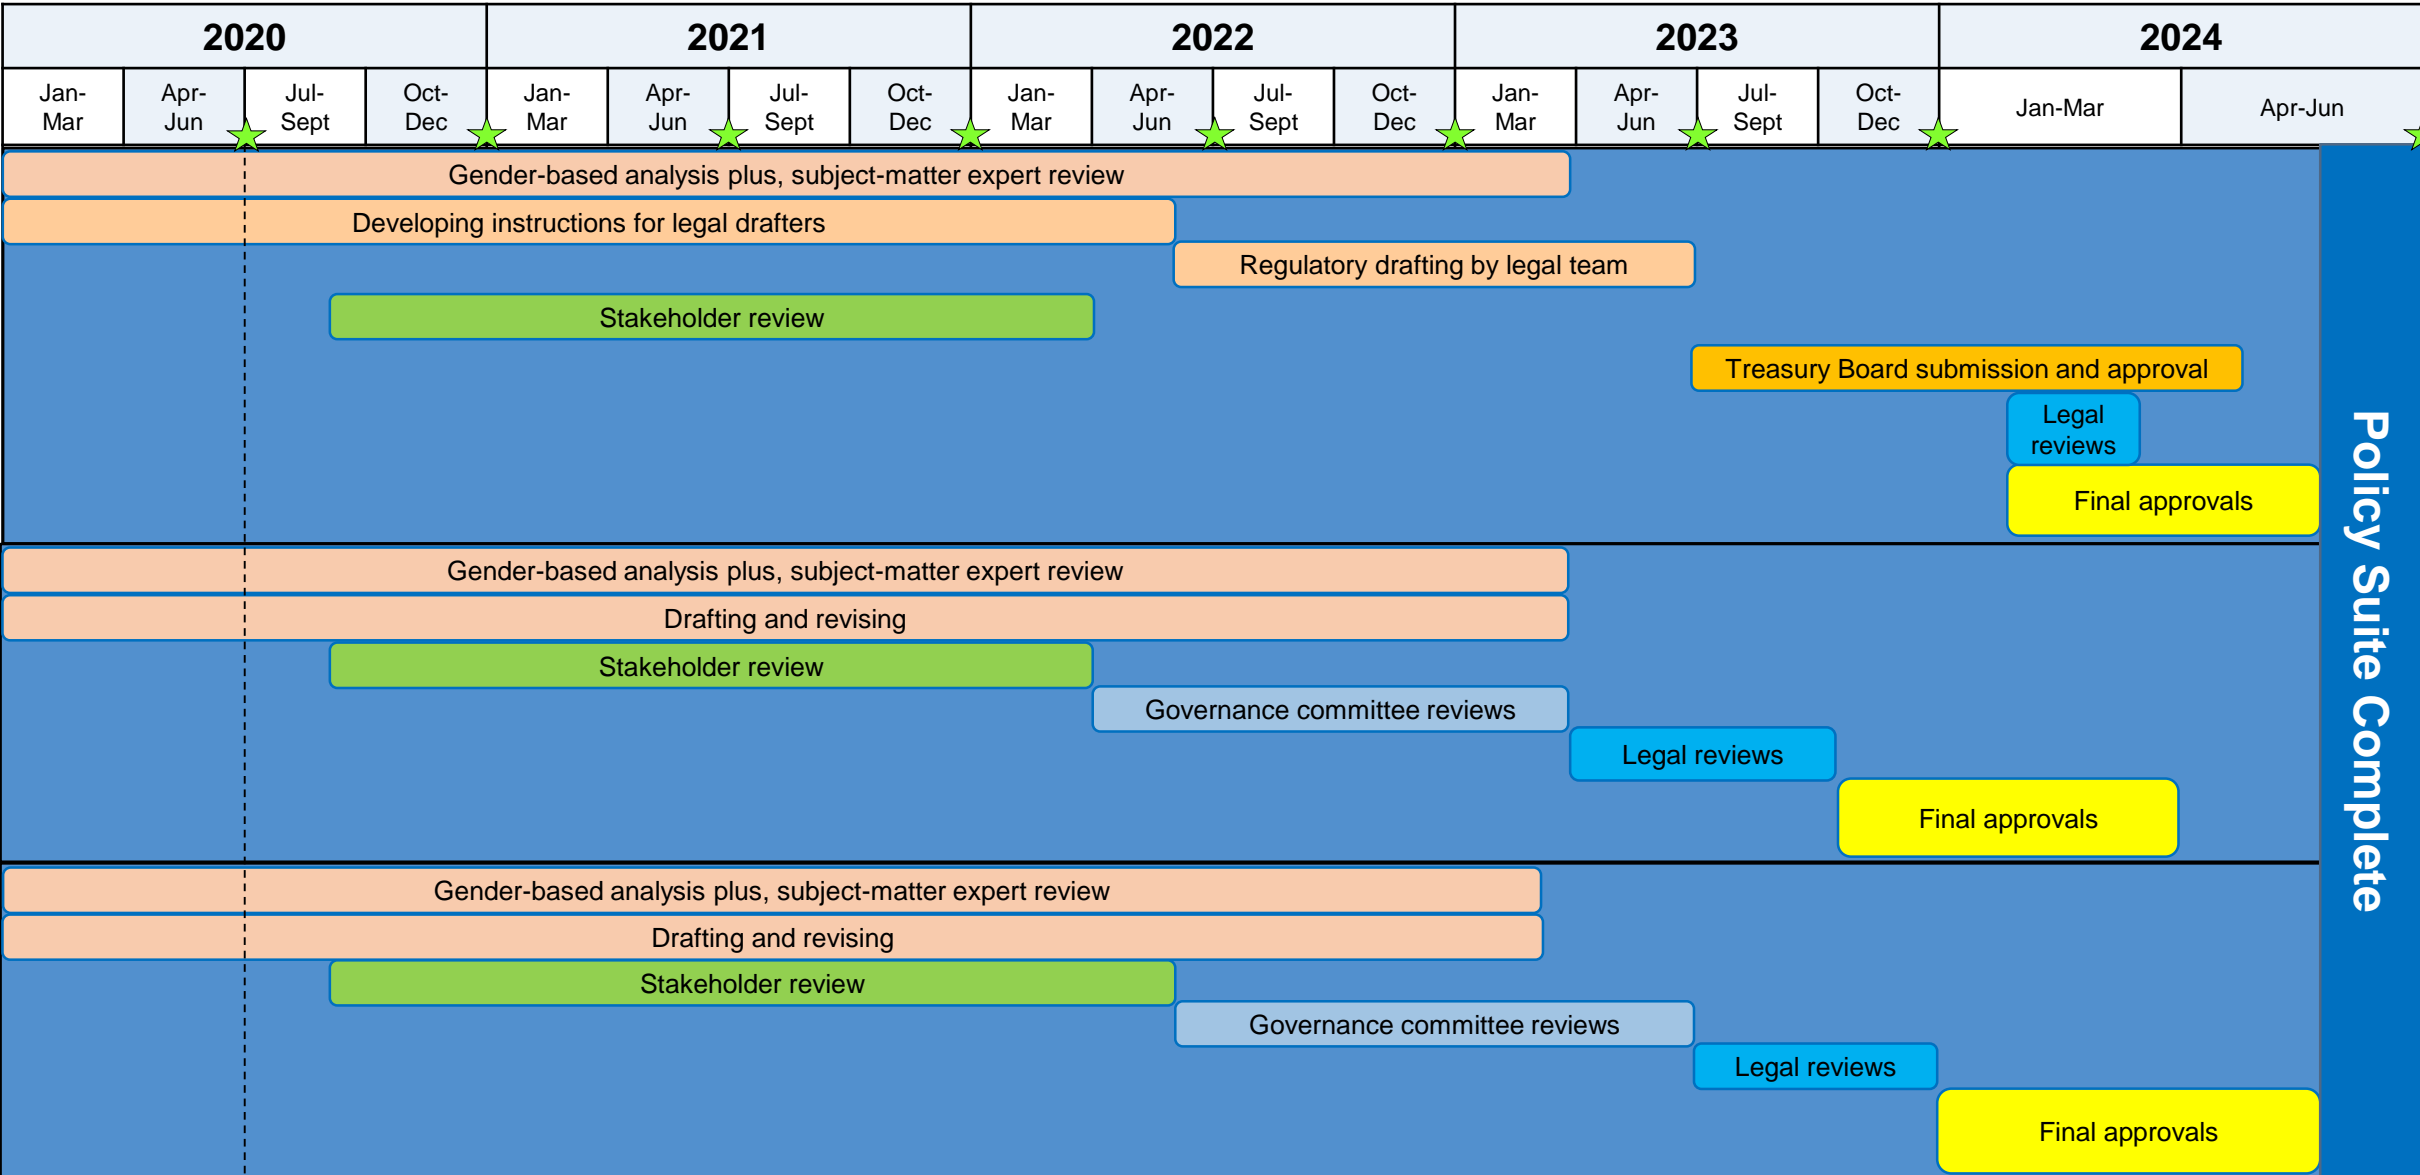 2020 2021 2022 2023 2024
Jan- Apr- Jul- Oct- Jan- Apr- Jul- Oct- Jan- Apr- Jul- Oct- Jan- Apr- Jul- Oct- Jan-Mar Apr-Jun
Mar Jun Sept Dec Mar Jun Sept Dec Mar Jun Sept Dec Mar Jun Sept Dec
Gender-based analysis plus, subject-matter expert review
Developing instructions for legal drafters
Regulatory drafting by legal team
Stakeholder review
Treasury Board submission and approval
Legal
reviews
Final approvals
Gender-based analysis plus, subject-matter expert review
Drafting and revising
Stakeholder review
Governance committee reviews
Legal reviews
Final approvals
Gender-based analysis plus, subject-matter expert review
Drafting and revising
Stakeholder review
Governance committee reviews
Legal reviews
Final approvals
Policy Suite Complete